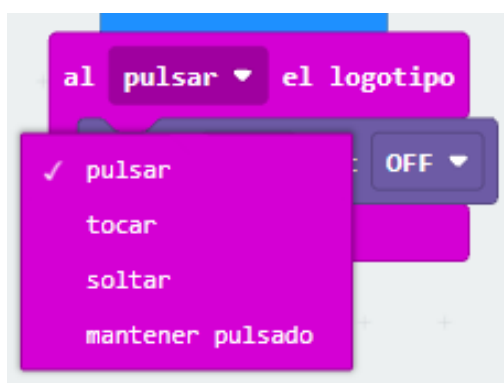 al pulsar el logotipo
: OFF
pulsar
tocar
soltar
mantener pulsado